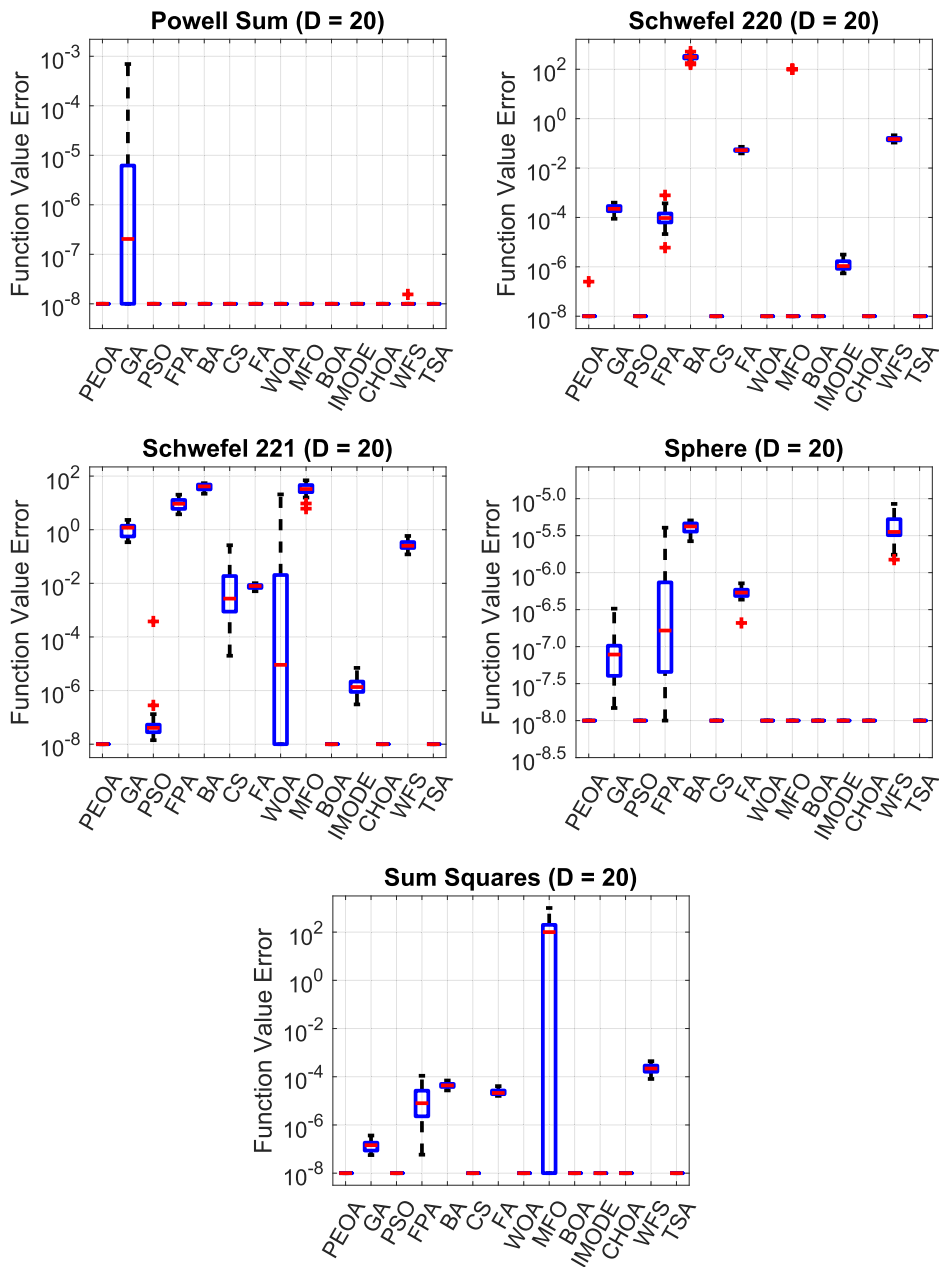 Powell Sum (D = 20)
Function Value Error
10^-3
10^-4
10^-5
10^-6
10^-7
10^-8
PEOA
GA
PSO
FPA
BA
CS
FA
WOA
MFO
BOA
IMODE
CHOA
WFS
TSA
Schwefel 220 (D = 20)
Function Value Error
10^2
10^0
10^-2
10^-4
10^-6
10^-8
PEOA
GA
PSO
FPA
BA
CS
FA
WOA
MFO
BOA
IMODE
CHOA
WFS
TSA
Schwefel 221 (D = 20)
Function Value Error
10^2
10^0
10^-2
10^-4
10^-6
10^-8
PEOA
GA
PSO
FPA
BA
CS
FA
WOA
MFO
BOA
IMODE
CHOA
WFS
TSA
Sphere (D = 20)
Function Value Error
10^-5.0
10^-5.5
10^-6.0
10^-6.5
10^-7.0
10^-7.5
10^-8.0
10^-8.5
PEOA
GA
PSO
FPA
BA
CS
FA
WOA
MFO
BOA
IMODE
CHOA
WFS
TSA
Sum Squares (D = 20)
Function Value Error
10^2
10^0
10^-2
10^-4
10^-6
10^-8
PEOA
GA
PSO
FPA
BA
CS
FA
WOA
MFO
BOA
IMODE
CHOA
WFS
TSA